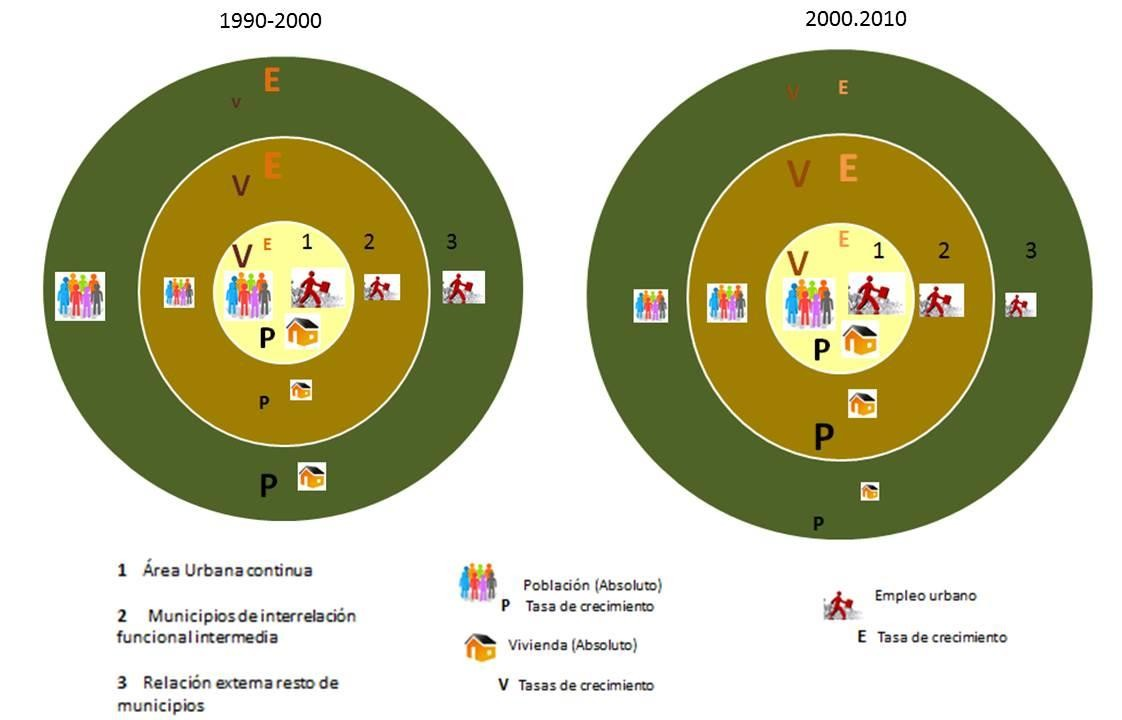 1990-2000
2000.2010
E
V
E
V
V E 1 2 3
P
P
P
V E
V E
E
V 1 2 3
P
P
P
1 Área Urbana continua
2 Municipios de interrelación
funcional intermedia
3 Relación externa resto de
municipios
Población (Absoluto)
P Tasa de crecimiento
Vivienda (Absoluto)
V Tasas de crecimiento
Empleo urbano
E Tasa de crecimiento